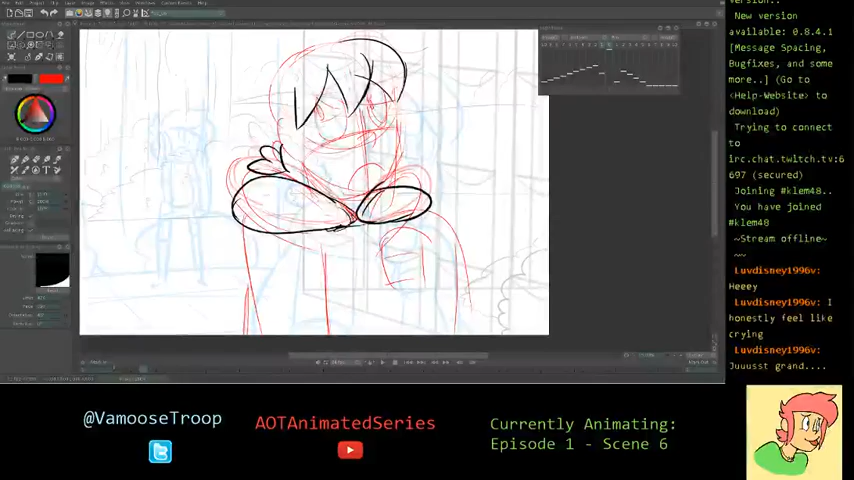 version..
New version
available: 0.8.4.1
[Message Spacing,
Bugfixes, and some
more..] (Go to
<Help-Website> to
download)
Trying to connect
to
irc.chat.twitch.tv:6
697 (secured)
Joining #klem48..
You have joined
#klem48
~Stream offline~
~~
Luvdisney1996v:
Heeey
Luvdisney1996v: I
honestly feel like
crying
Luvdisney1996v:
Juuusst grand....
@VamooseTroop
AOTAnimatedSeries
Currently Animating:
Episode 1 - Scene 6